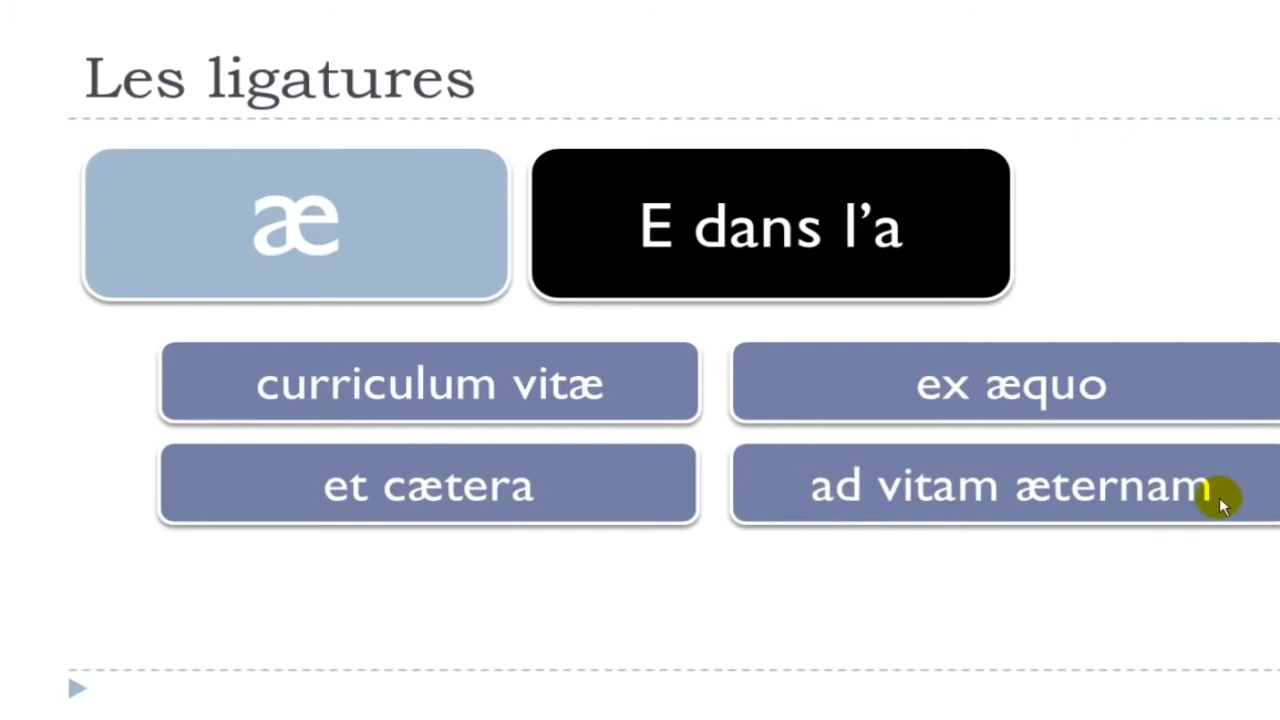 Les ligatures
æ
E dans l’a
curriculum vitæ
ex æquo
et cætera
ad vitam æternam